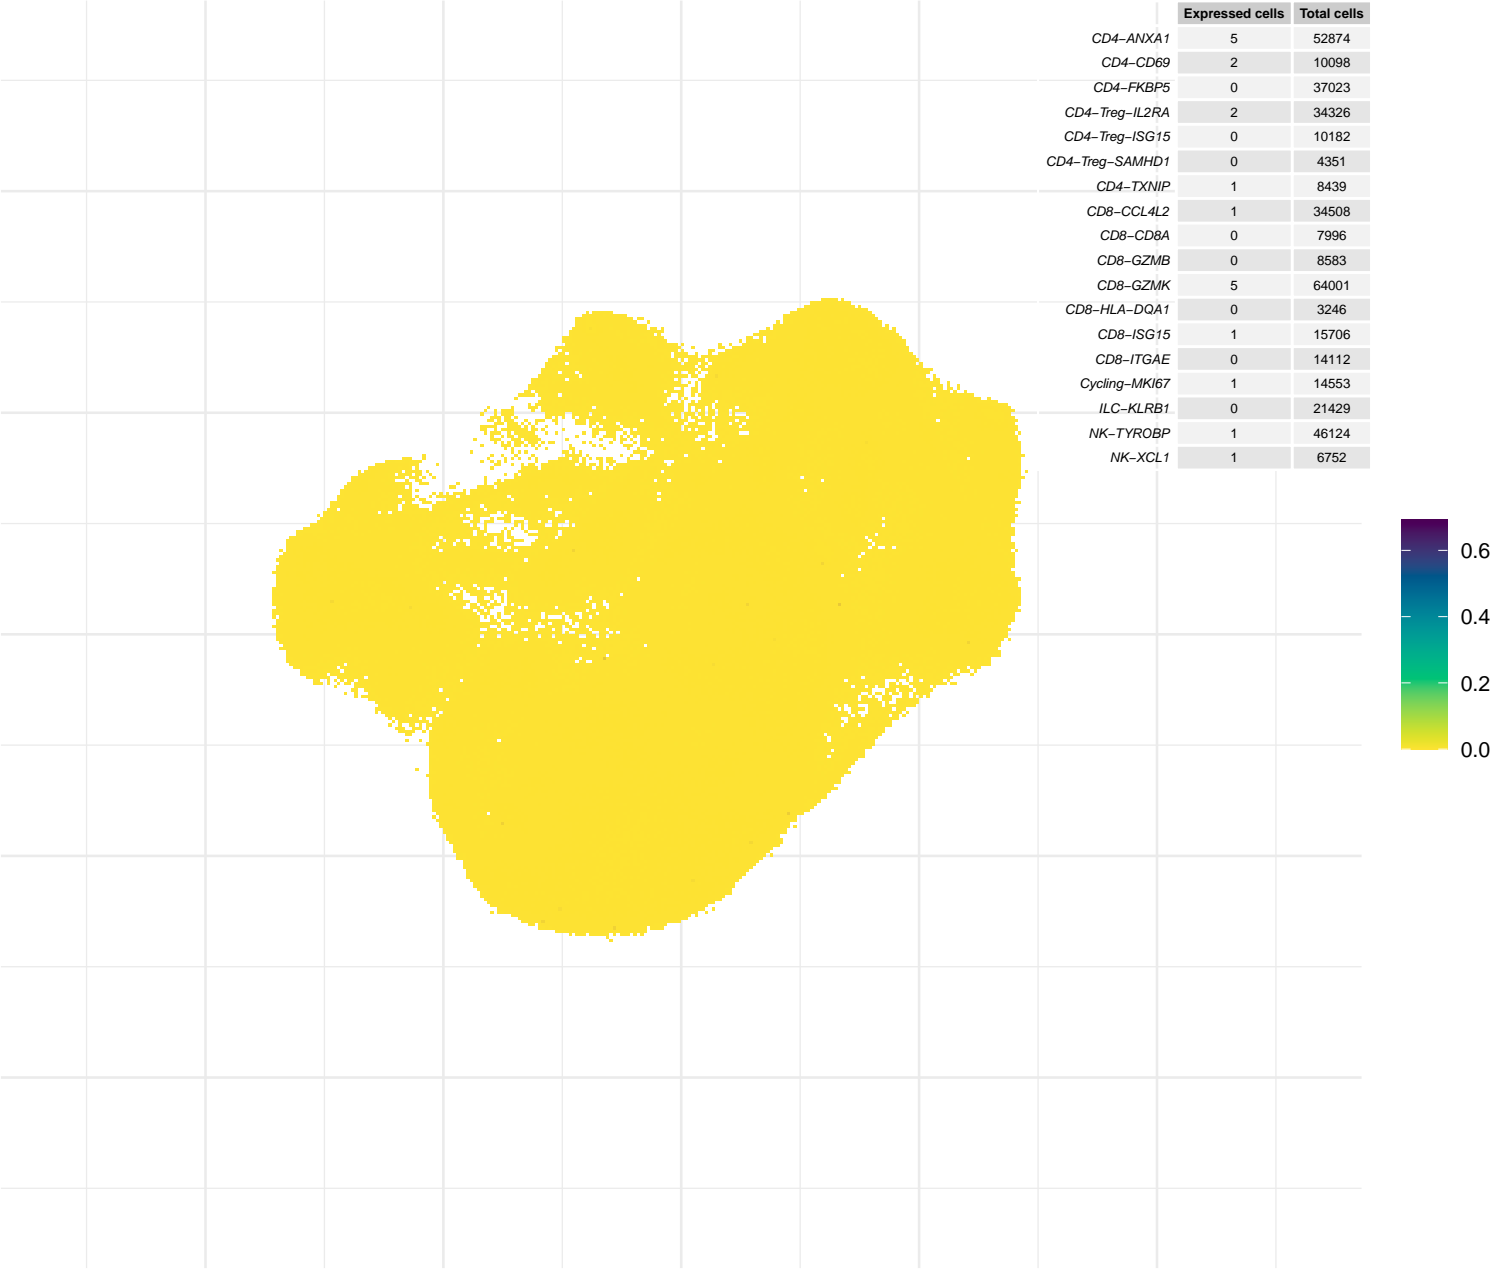 Expressed cells Total cells
CD4−ANXA1 5 52874
CD4−CD69 2 10098
CD4−FKBP5 0 37023
CD4−Treg−IL2RA 2 34326
CD4−Treg−ISG15 0 10182
CD4−Treg−SAMHD1 0 4351
CD4−TXNIP 1 8439
CD8−CCL4L2 1 34508
CD8−CD8A 0 7996
CD8−GZMB 0 8583
CD8−GZMK 5 64001
CD8−HLA−DQA1 0 3246
CD8−ISG15 1 15706
CD8−ITGAE 0 14112
Cycling−MKI67 1 14553
ILC−KLRB1 0 21429
NK−TYROBP 1 46124
NK−XCL1 1 6752
0.6
0.4
0.2
0.0